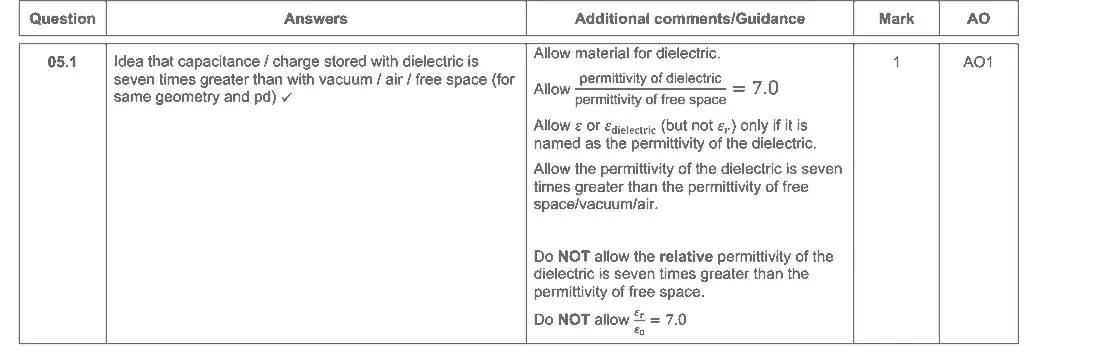 Question Answers Additional comments/Guidance Mark AO
05.1 Idea that capacitance / charge stored with dielectric is
seven times greater than with vacuum / air / free space (for
same geometry and pd) ✓
Allow material for dielectric.
Allow permittivity of dielectric / permittivity of free space = 7.0
Allow ε or ε_dielectric (but not ε_r) only if it is
named as the permittivity of the dielectric.
Allow the permittivity of the dielectric is seven
times greater than the permittivity of free
space/vacuum/air.
Do NOT allow the relative permittivity of the
dielectric is seven times greater than the
permittivity of free space.
Do NOT allow ε_r / ε_0 = 7.0
1
AO1